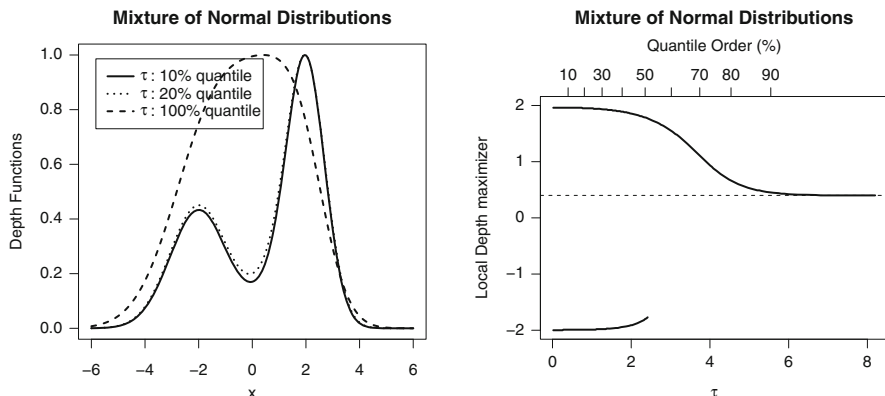 Mixture of Normal Distributions
1.0
0.8
0.6
0.4
0.2
0.0
Depth Functions
τ : 10% quantile
τ : 20% quantile
τ : 100% quantile
−6 −4 −2 0 2 4 6
x
Mixture of Normal Distributions
Quantile Order (%)
10 30 50 70 80 90
2
1
0
−1
−2
Local Depth maximizer
0 2 4 6 8
τ